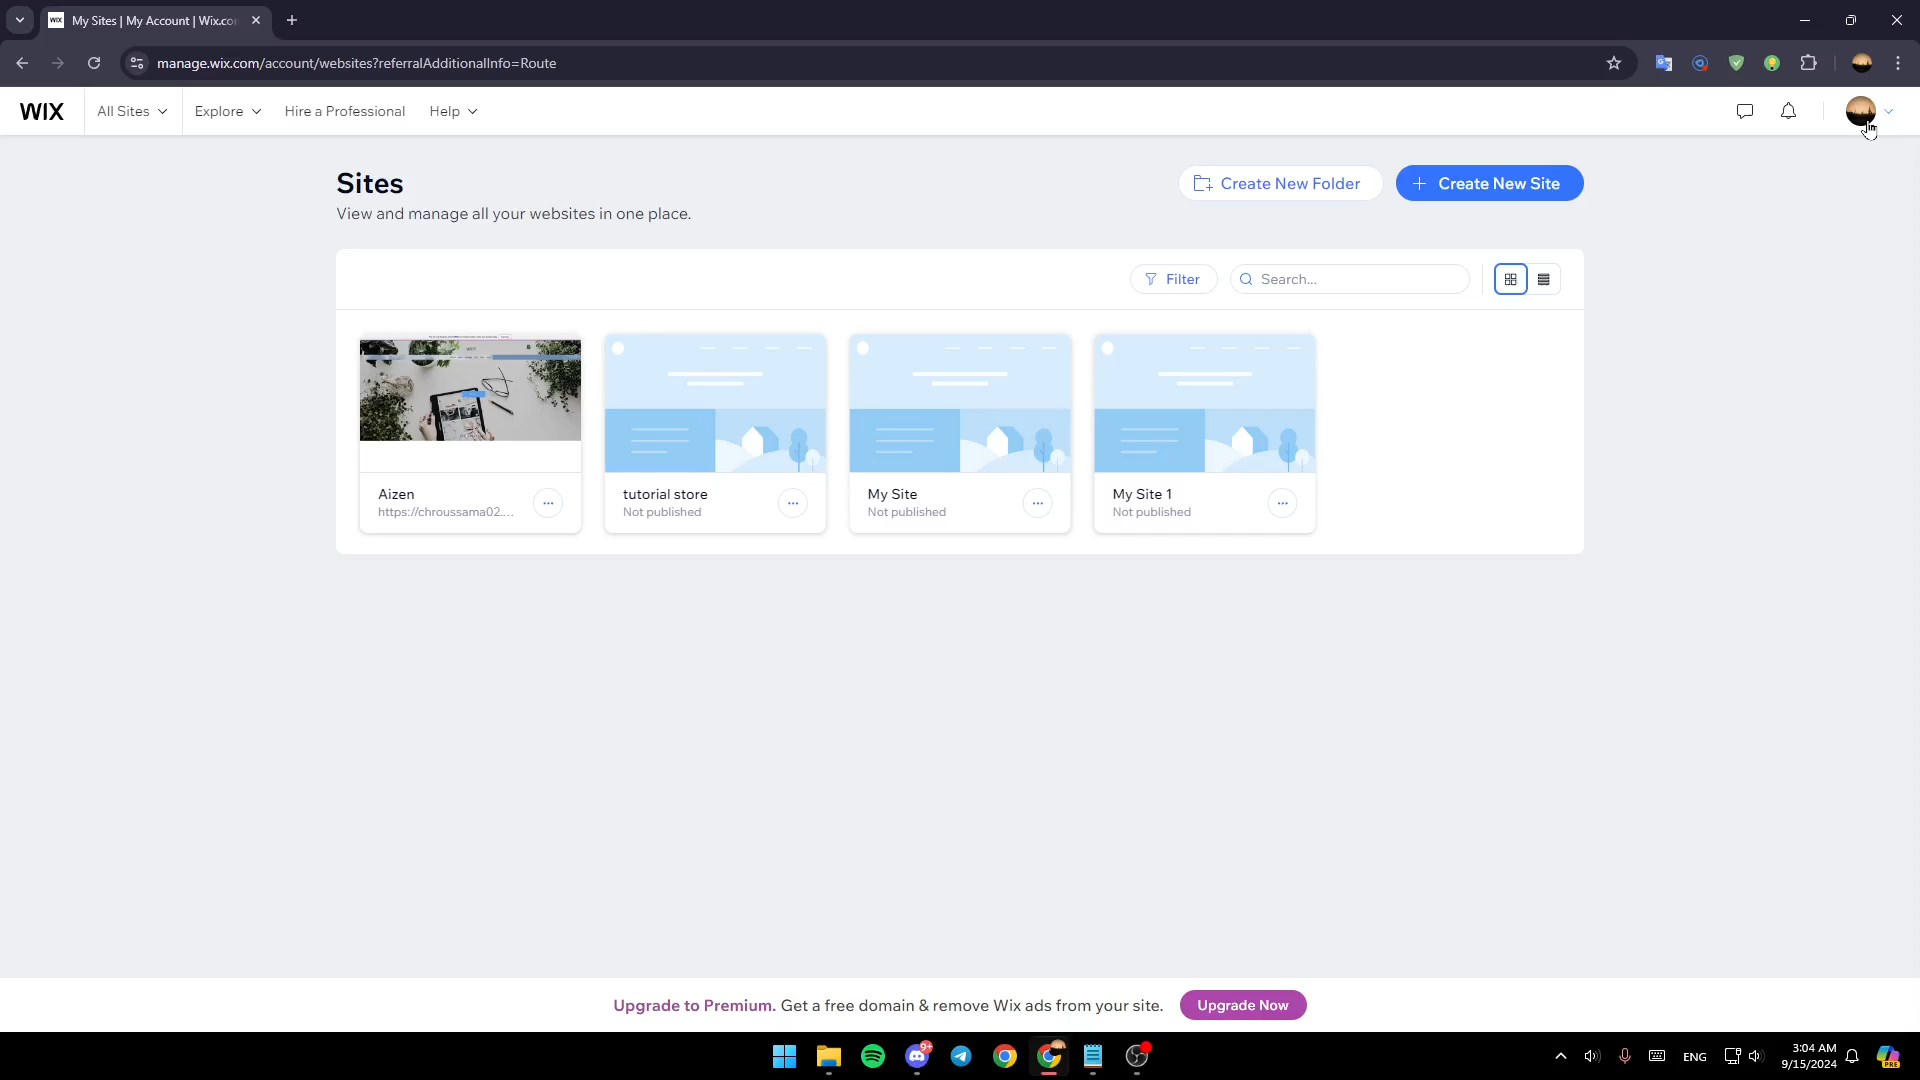 My Sites | My Account | Wix.co
manage.wix.com/account/websites?referralAdditionalInfo=Route
WIX
All Sites
Explore
Hire a Professional
Help
Sites
View and manage all your websites in one place.
Create New Folder
Create New Site
Filter
Search...
Aizen
https://chroussama02....
tutorial store
Not published
My Site
Not published
My Site 1
Not published
Upgrade to Premium. Get a free domain & remove Wix ads from your site.
Upgrade Now
9+
ENG
3:04 AM
9/15/2024
PRE